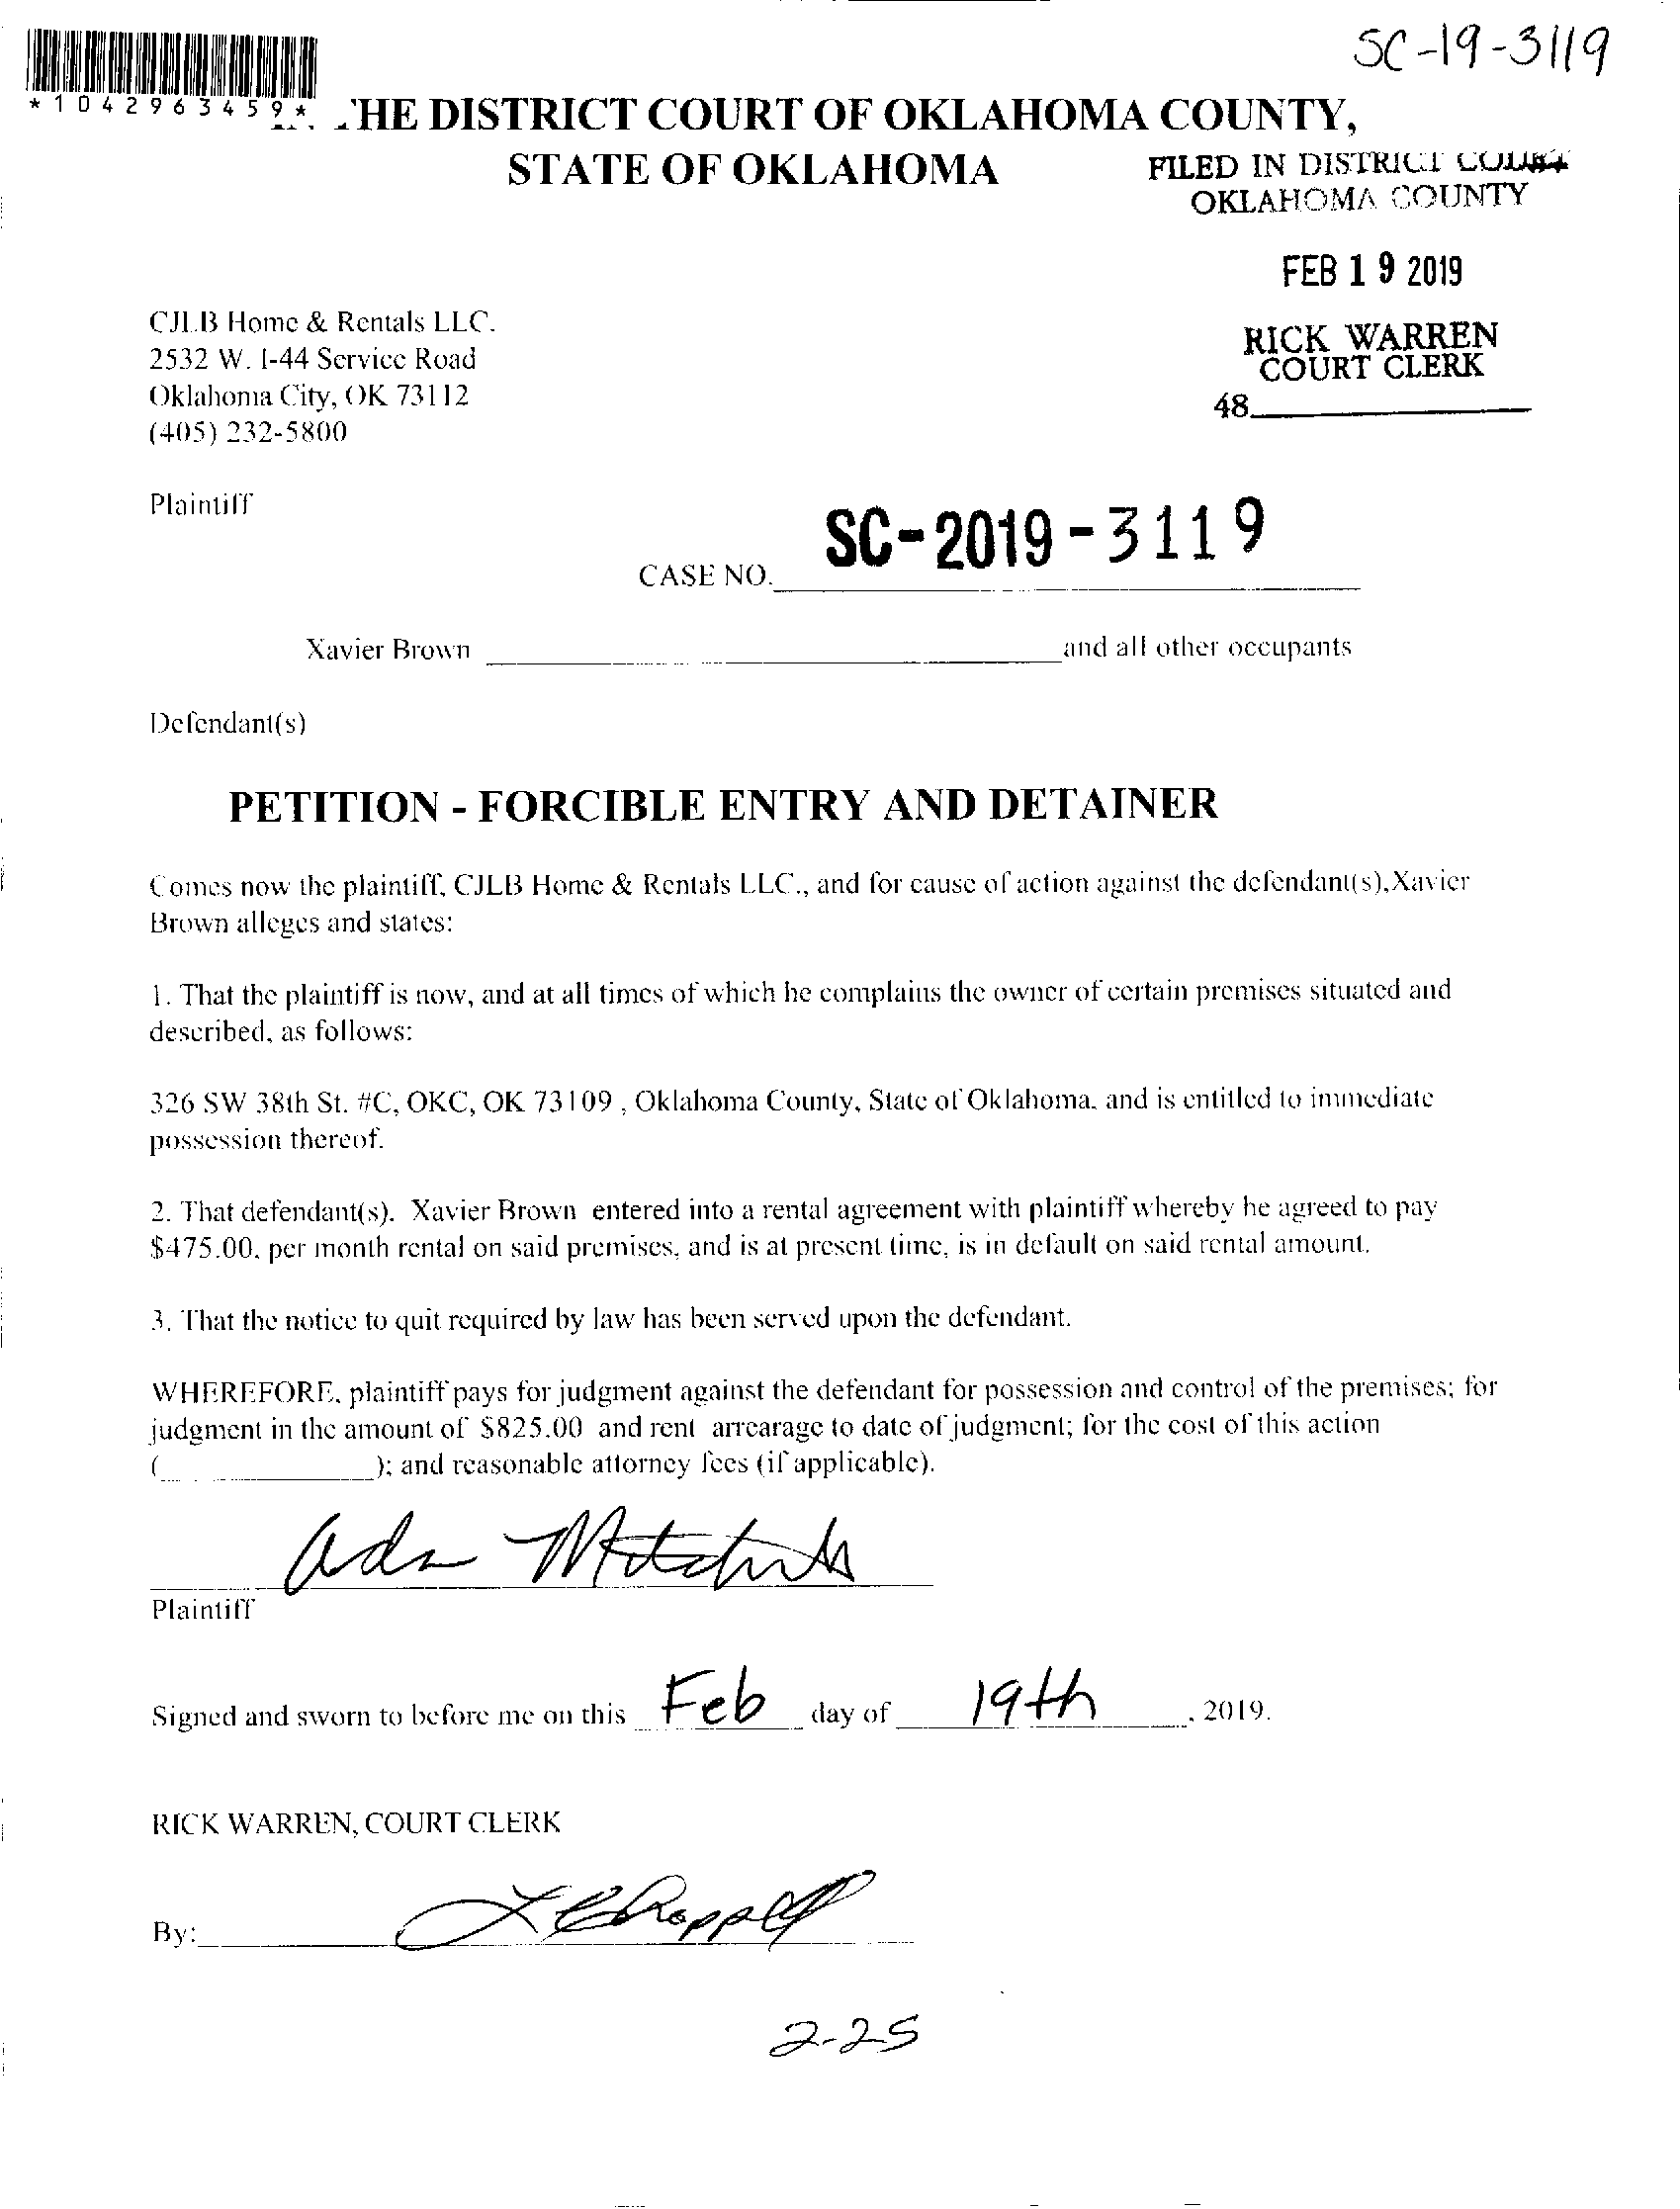 SC-19-3119
*1042963459*
THE DISTRICT COURT OF OKLAHOMA COUNTY,
STATE OF OKLAHOMA
FILED IN DISTRICT COURT
OKLAHOMA COUNTY
FEB 19 2019
RICK WARREN
COURT CLERK
48
CJLB Home & Rentals LLC.
2532 W. I-44 Service Road
Oklahoma City, OK 73112
(405) 232-5800
Plaintiff
CASE NO. SC-2019-3119
Xavier Brown and all other occupants
Defendant(s)
PETITION - FORCIBLE ENTRY AND DETAINER
Comes now the plaintiff, CJLB Home & Rentals LLC., and for cause of action against the defendant(s),Xavier
Brown alleges and states:
1. That the plaintiff is now, and at all times of which he complains the owner of certain premises situated and
described, as follows:
326 SW 38th St. #C, OKC, OK 73109 , Oklahoma County, State of Oklahoma, and is entitled to immediate
possession thereof.
2. That defendant(s). Xavier Brown entered into a rental agreement with plaintiff whereby he agreed to pay
$475.00, per month rental on said premises, and is at present time, is in default on said rental amount.
3. That the notice to quit required by law has been served upon the defendant.
WHEREFORE, plaintiff pays for judgment against the defendant for possession and control of the premises; for
judgment in the amount of $825.00 and rent arrearage to date of judgment; for the cost of this action
( ); and reasonable attorney fees (if applicable).
Plaintiff
Signed and sworn to before me on this Feb day of 19th, 2019.
RICK WARREN, COURT CLERK
By:
2-25